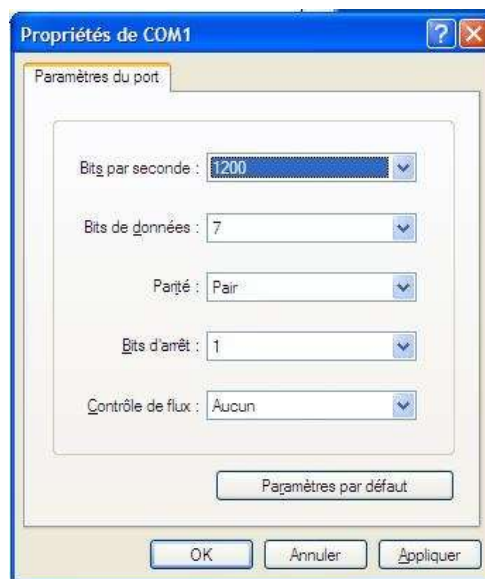 Propriétés de COM1
Paramètres du port
Bits par seconde : 1200
Bits de données : 7
Parité : Pair
Bits d'arrêt : 1
Contrôle de flux : Aucun
Paramètres par défaut
OK Annuler Appliquer